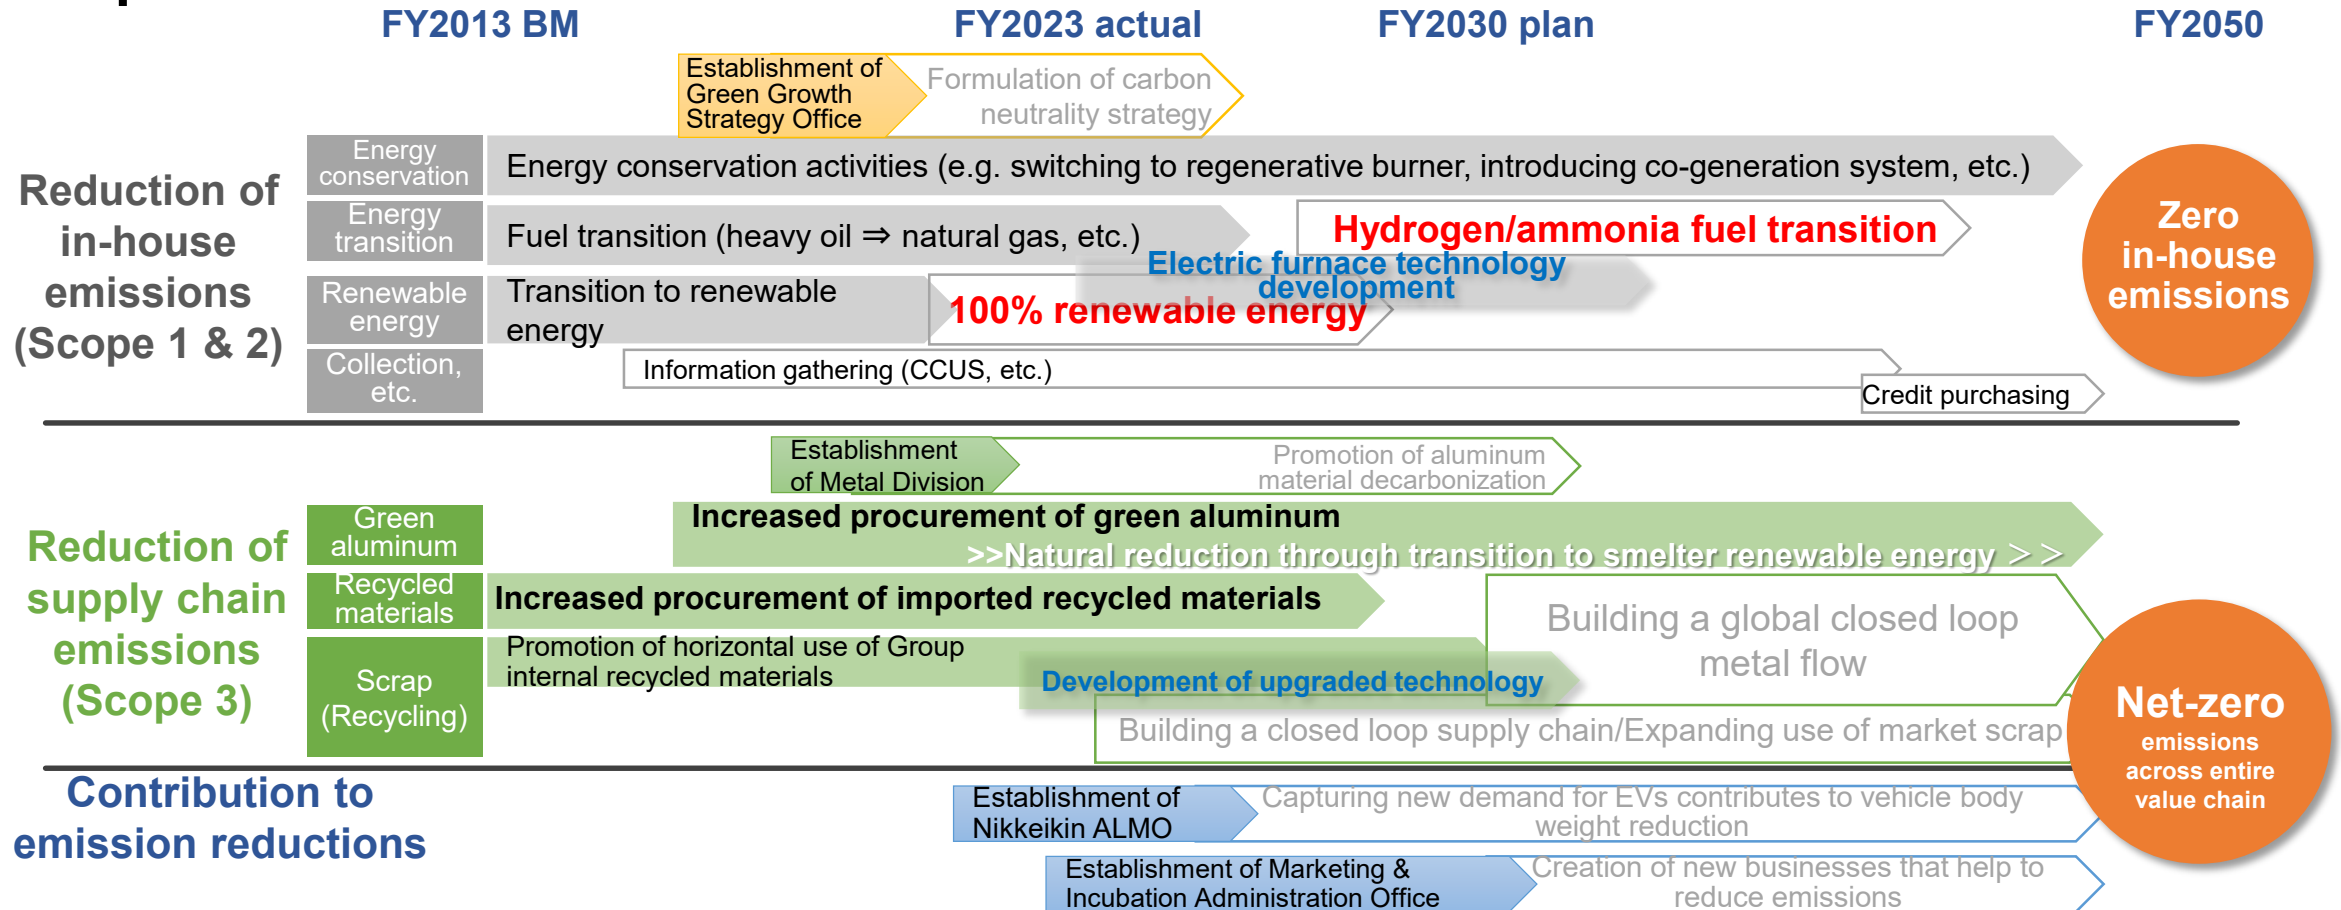 FY2013 BM
FY2023 actual
FY2030 plan
FY2050
Establishment of
Green Growth
Strategy Office
Formulation of carbon
neutrality strategy
Reduction of
in-house
emissions
(Scope 1 & 2)
Energy
conservation
Energy conservation activities (e.g. switching to regenerative burner, introducing co-generation system, etc.)
Energy
transition
Fuel transition (heavy oil ⇒ natural gas, etc.)
Hydrogen/ammonia fuel transition
Electric furnace technology
development
Renewable
energy
Transition to renewable
energy
100% renewable energy
Collection,
etc.
Information gathering (CCUS, etc.)
Credit purchasing
Zero
in-house
emissions
Establishment
of Metal Division
Promotion of aluminum
material decarbonization
Reduction of
supply chain
emissions
(Scope 3)
Green
aluminum
Increased procurement of green aluminum
>>Natural reduction through transition to smelter renewable energy >>
Recycled
materials
Increased procurement of imported recycled materials
Building a global closed loop
metal flow
Scrap
(Recycling)
Promotion of horizontal use of Group
internal recycled materials
Development of upgraded technology
Building a closed loop supply chain/Expanding use of market scrap
Net-zero
emissions
across entire
value chain
Contribution to
emission reductions
Establishment of
Nikkeikin ALMO
Capturing new demand for EVs contributes to vehicle body
weight reduction
Establishment of Marketing &
Incubation Administration Office
Creation of new businesses that help to
reduce emissions